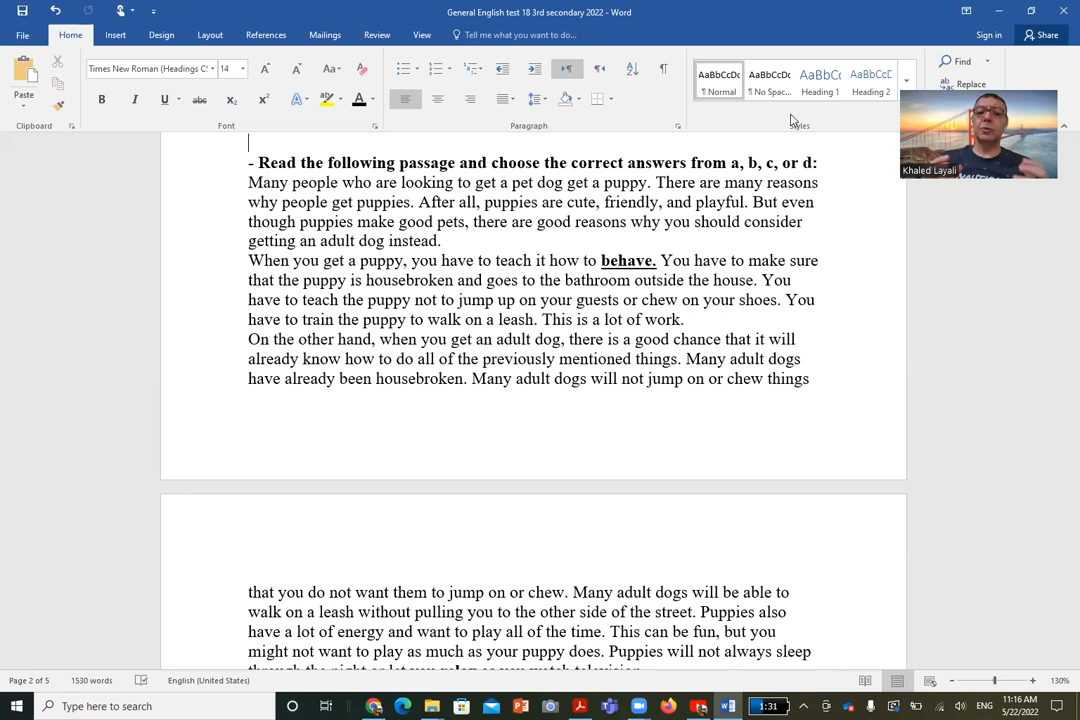 General English test 18 3rd secondary 2022 - Word
Sign in
Share
File
Home
Insert
Design
Layout
References
Mailings
Review
View
Tell me what you want to do...
Times New Roman (Headings C
14
Paste
Clipboard
Font
Paragraph
AaBbCcDc
¶ Normal
AaBbCcDc
¶ No Spac...
AaBbCc
Heading 1
AaBbCcD
Heading 2
Styles
Find
Replace
Khaled Layali
- Read the following passage and choose the correct answers from a, b, c, or d:
Many people who are looking to get a pet dog get a puppy. There are many reasons
why people get puppies. After all, puppies are cute, friendly, and playful. But even
though puppies make good pets, there are good reasons why you should consider
getting an adult dog instead.
When you get a puppy, you have to teach it how to behave. You have to make sure
that the puppy is housebroken and goes to the bathroom outside the house. You
have to teach the puppy not to jump up on your guests or chew on your shoes. You
have to train the puppy to walk on a leash. This is a lot of work.
On the other hand, when you get an adult dog, there is a good chance that it will
already know how to do all of the previously mentioned things. Many adult dogs
have already been housebroken. Many adult dogs will not jump on or chew things
that you do not want them to jump on or chew. Many adult dogs will be able to
walk on a leash without pulling you to the other side of the street. Puppies also
have a lot of energy and want to play all of the time. This can be fun, but you
might not want to play as much as your puppy does. Puppies will not always sleep
through the night or let you relax as you watch television.
Page 2 of 5
1530 words
English (United States)
130%
Type here to search
1:31
ENG
11:16 AM
5/22/2022